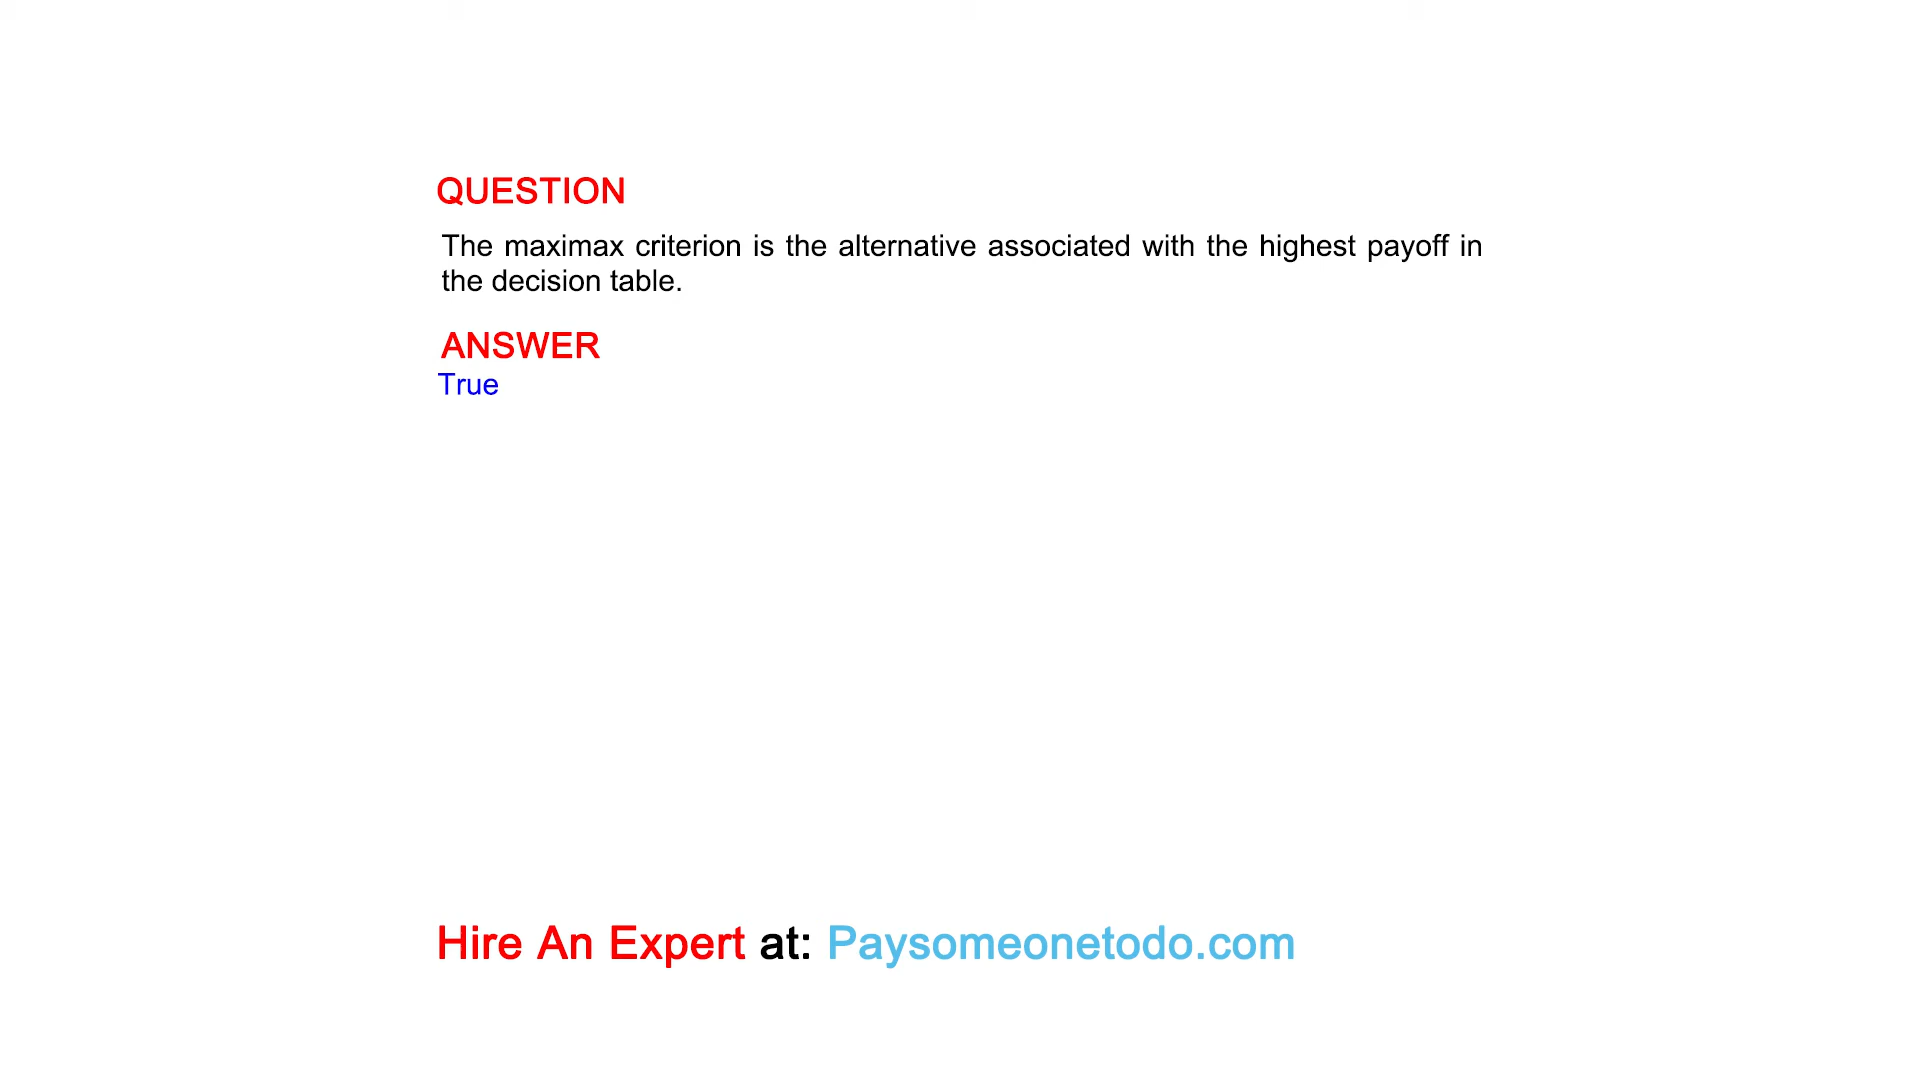 QUESTION
The maximax criterion is the alternative associated with the highest payoff in
the decision table.
ANSWER
True
Hire An Expert at: Paysomeonetodo.com